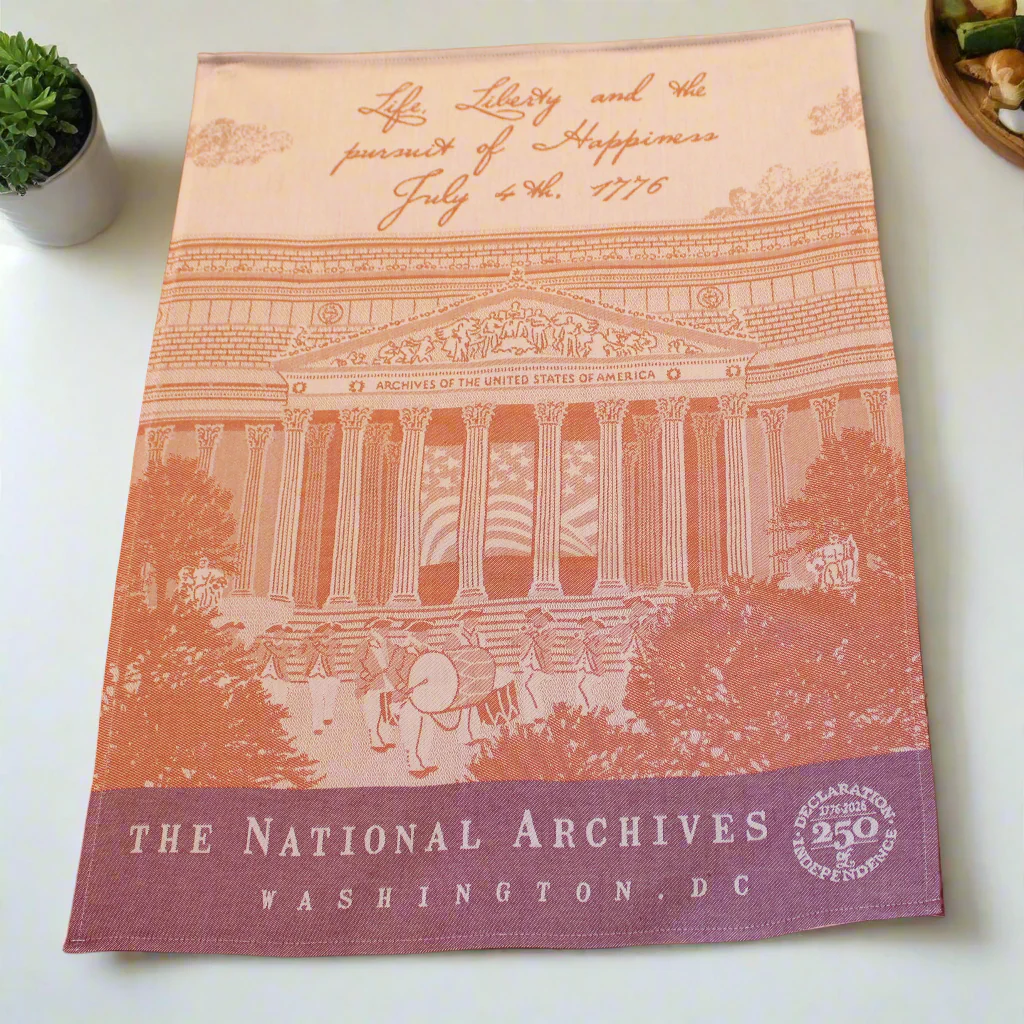 Life, Liberty and the
pursuit of Happiness
July 4th, 1776
ARCHIVES OF THE UNITED STATES OF AMERICA
THE NATIONAL ARCHIVES
WASHINGTON, DC
DECLARATION
1776-2026
250
of
INDEPENDENCE